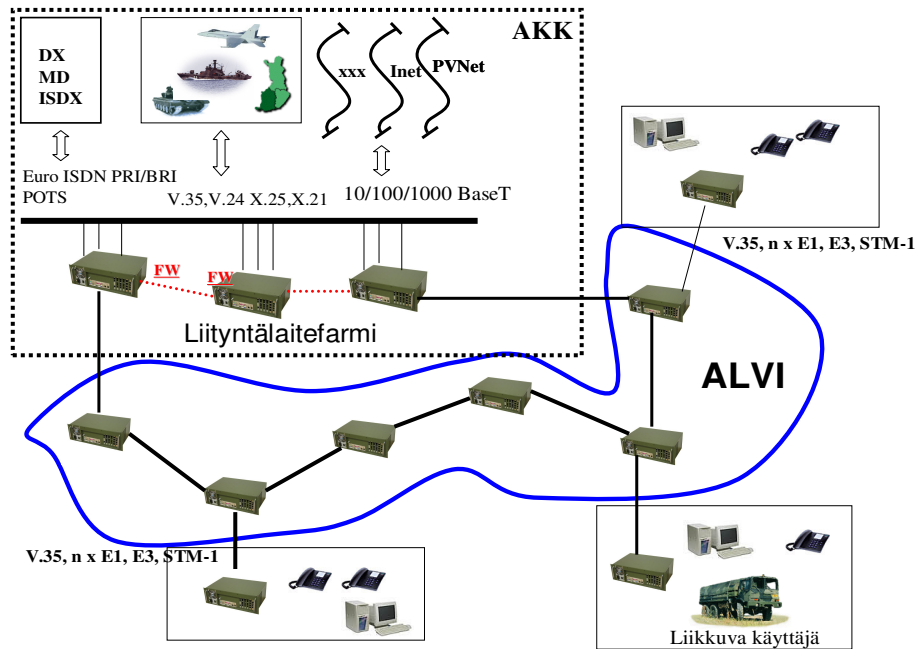 AKK
DX
MD
ISDX
xxx
Inet
PVNet
Euro ISDN PRI/BRI
POTS
V.35,V.24 X.25,X.21
10/100/1000 BaseT
V.35, n x E1, E3, STM-1
FW
FW
Liityntälaitefarmi
ALVI
V.35, n x E1, E3, STM-1
Liikkuva käyttäjä